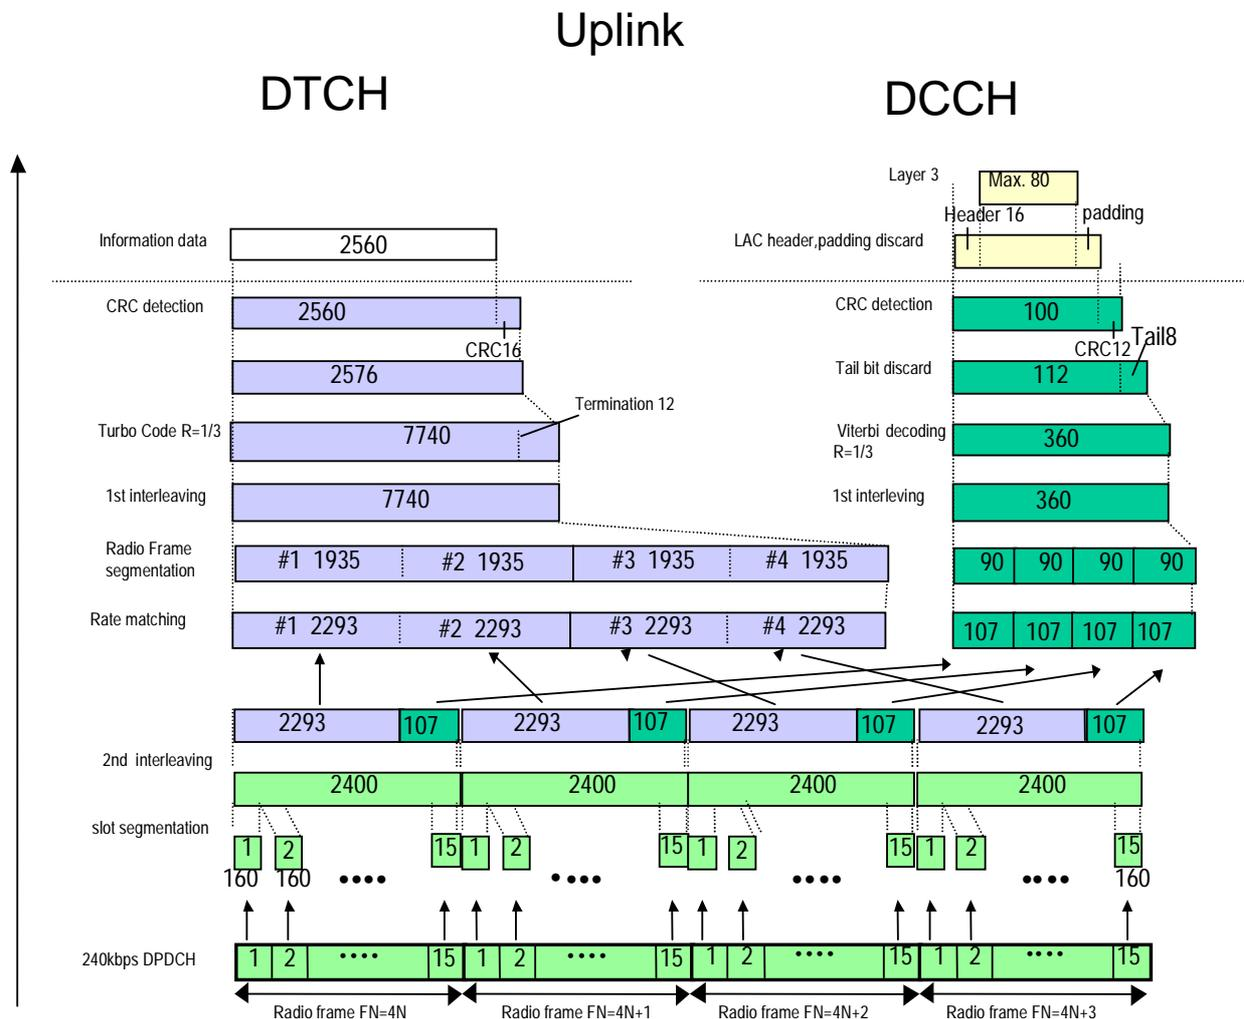 Uplink
DTCH
DCCH
Layer 3
Max. 80
Header 16
padding
Information data
2560
LAC header,padding discard
CRC detection
2560
CRC16
CRC detection
100
CRC12
Tail8
2576
Tail bit discard
112
Termination 12
Turbo Code R=1/3
7740
Viterbi decoding
R=1/3
360
1st interleaving
7740
1st interleving
360
Radio Frame
segmentation
#1 1935
#2 1935
#3 1935
#4 1935
90
90
90
90
Rate matching
#1 2293
#2 2293
#3 2293
#4 2293
107
107
107
107
2293
107
2293
107
2293
107
2293
107
2nd interleaving
2400
2400
2400
2400
slot segmentation
1
2
15
1
2
15
1
2
15
1
2
15
160
160
••••
••••
••••
••••
160
240kbps DPDCH
1
2
••••
15
1
2
••••
15
1
2
••••
15
1
2
••••
15
Radio frame FN=4N
Radio frame FN=4N+1
Radio frame FN=4N+2
Radio frame FN=4N+3